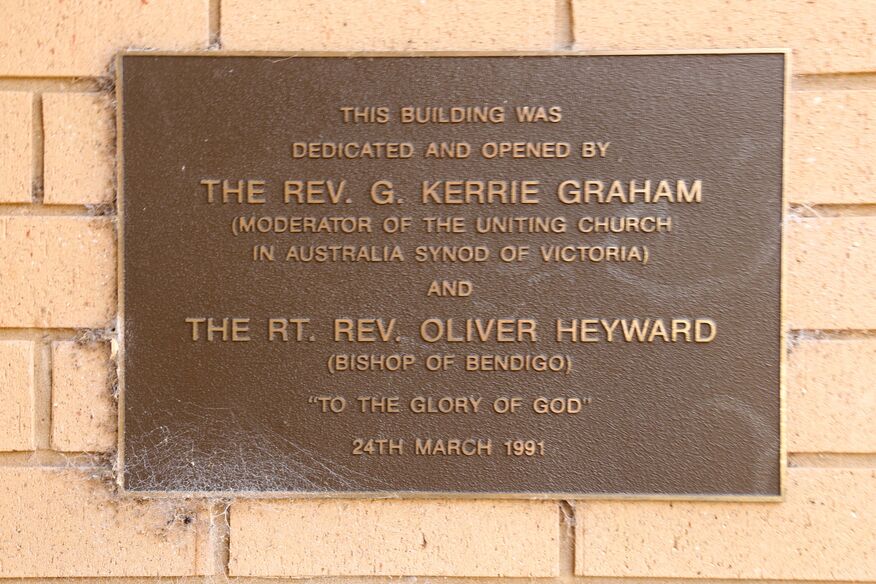 THIS BUILDING WAS
DEDICATED AND OPENED BY
THE REV. G. KERRIE GRAHAM
(MODERATOR OF THE UNITING CHURCH
IN AUSTRALIA SYNOD OF VICTORIA)
AND
THE RT. REV. OLIVER HEYWARD
(BISHOP OF BENDIGO)
"TO THE GLORY OF GOD"
24TH MARCH 1991